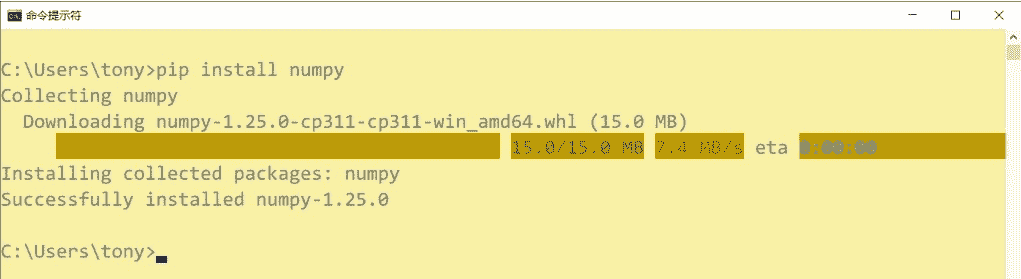 命令提示符
C:\Users\tony>pip install numpy
Collecting numpy
  Downloading numpy-1.25.0-cp311-cp311-win_amd64.whl (15.0 MB)
15.0/15.0 MB 7.4 MB/s eta 0:00:00
Installing collected packages: numpy
Successfully installed numpy-1.25.0
C:\Users\tony>